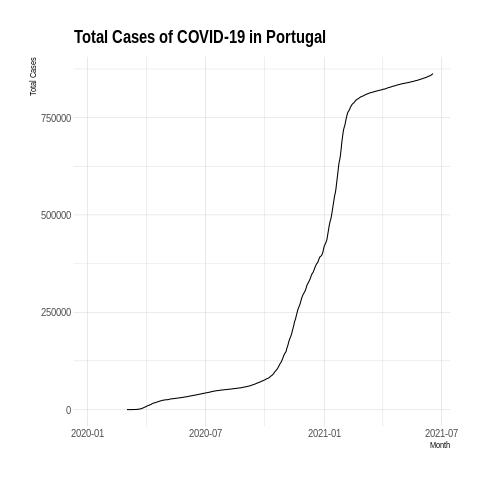 Total Cases of COVID-19 in Portugal
Total Cases
750000
500000
250000
0
2020-01 2020-07 2021-01 2021-07
Month